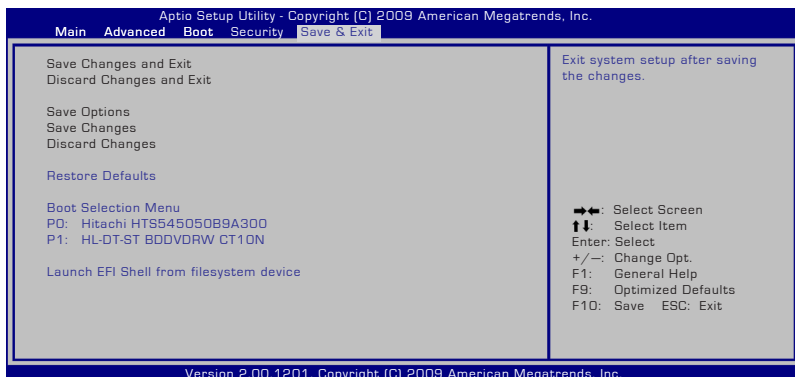 Aptio Setup Utility - Copyright (C) 2009 American Megatrends, Inc.
Main Advanced Boot Security Save & Exit
Save Changes and Exit
Discard Changes and Exit
Save Options
Save Changes
Discard Changes
Restore Defaults
Boot Selection Menu
P0: Hitachi HTS545050B9A300
P1: HL-DT-ST BDDVDRW CT10N
Launch EFI Shell from filesystem device
Exit system setup after saving
the changes.
→←: Select Screen
↑↓: Select Item
Enter: Select
+/—: Change Opt.
F1: General Help
F9: Optimized Defaults
F10: Save ESC: Exit
Version 2.00.1201. Copyright (C) 2009 American Megatrends, Inc.